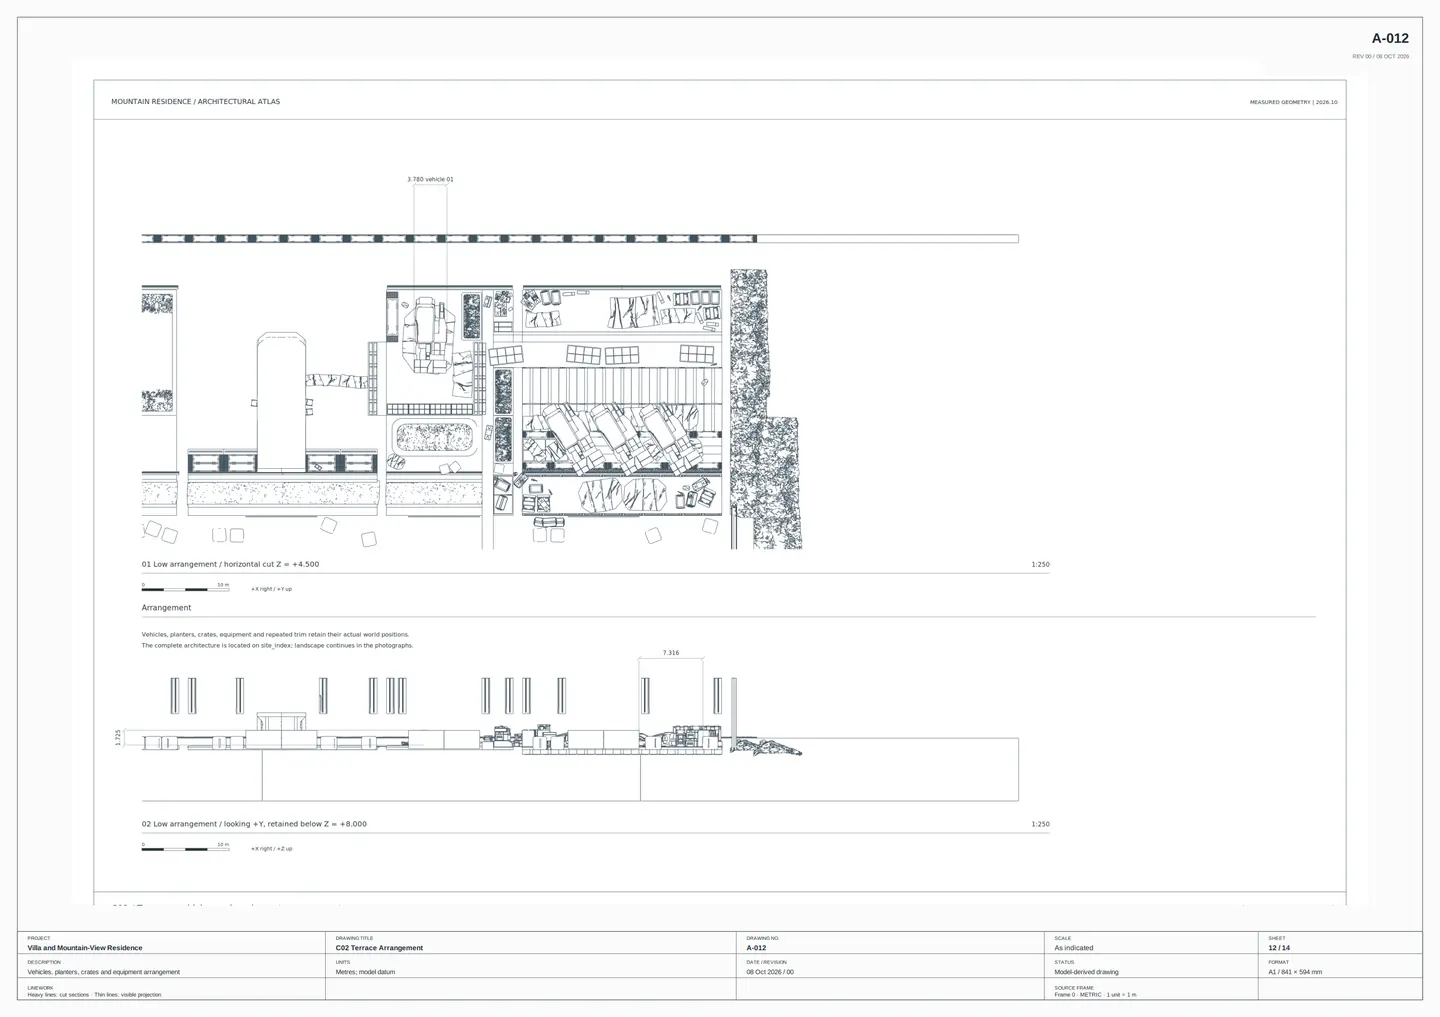 A-012
REV 00 / 08 OCT 2026
MOUNTAIN RESIDENCE / ARCHITECTURAL ATLAS
MEASURED GEOMETRY | 2026.10
3.780 vehicle 01
01 Low arrangement / horizontal cut Z = +4.500
1:250
0 10 m
+X right / +Y up
Arrangement
Vehicles, planters, crates, equipment and repeated trim retain their actual world positions.
The complete architecture is located on site_index; landscape continues in the photographs.
7.316
1.725
02 Low arrangement / looking +Y, retained below Z = +8.000
1:250
0 10 m
+X right / +Z up
PROJECT
Villa and Mountain-View Residence
DRAWING TITLE
C02 Terrace Arrangement
DRAWING NO.
A-012
SCALE
As indicated
SHEET
12 / 14
DESCRIPTION
Vehicles, planters, crates and equipment arrangement
UNITS
Metres; model datum
DATE / REVISION
08 Oct 2026 / 00
STATUS
Model-derived drawing
FORMAT
A1 / 841 × 594 mm
LINEWORK
Heavy lines: cut sections · Thin lines: visible projection
SOURCE FRAME
Frame 0 · METRIC · 1 unit = 1 m